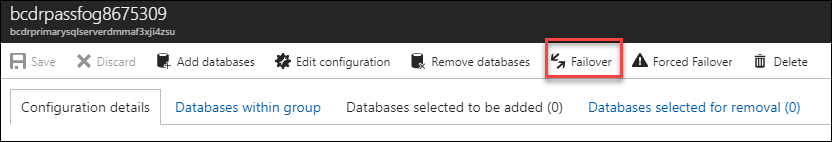 bcdrpassfog8675309
bcdrprimarysqlserverdmmaf3xji4zsu
Save Discard Add databases Edit configuration Remove databases Failover Forced Failover Delete
Configuration details Databases within group Databases selected to be added (0) Databases selected for removal (0)